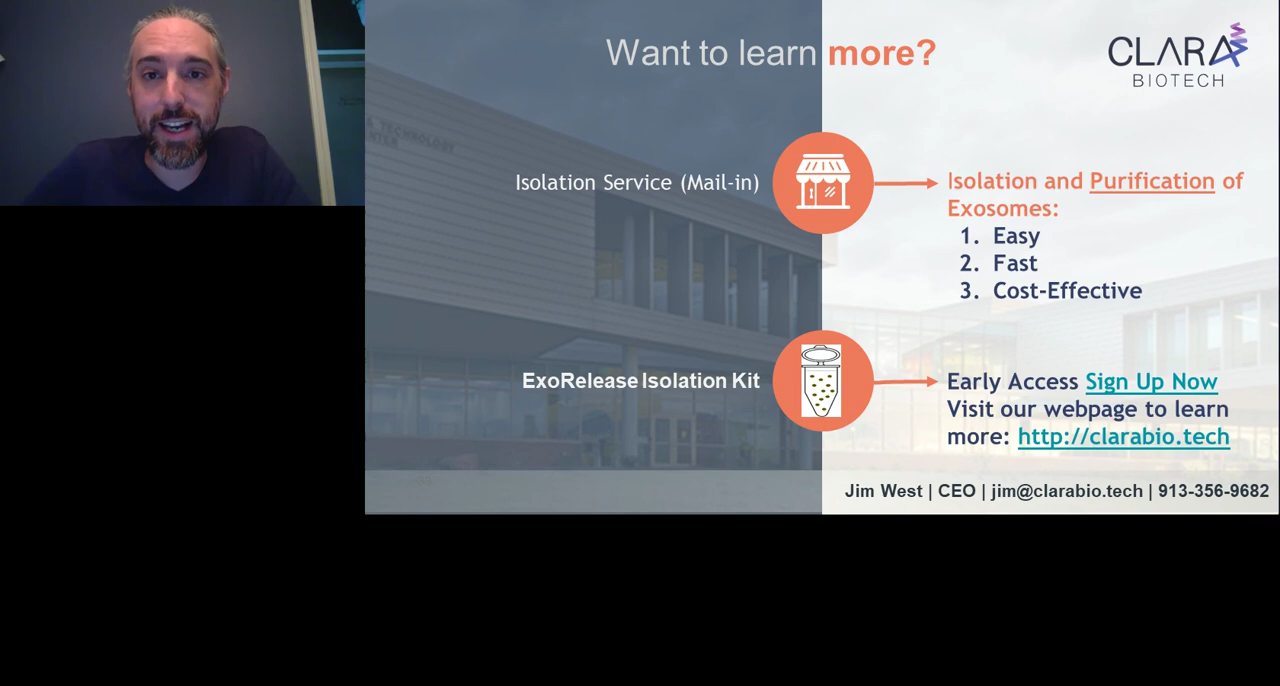 Want to learn more?
CLARA
BIOTECH
& TECHNOLOGY
Isolation Service (Mail-in)
Isolation and Purification of
Exosomes:
1. Easy
2. Fast
3. Cost-Effective
ExoRelease Isolation Kit
Early Access Sign Up Now
Visit our webpage to learn
more: http://clarabio.tech
Jim West | CEO | jim@clarabio.tech | 913-356-9682